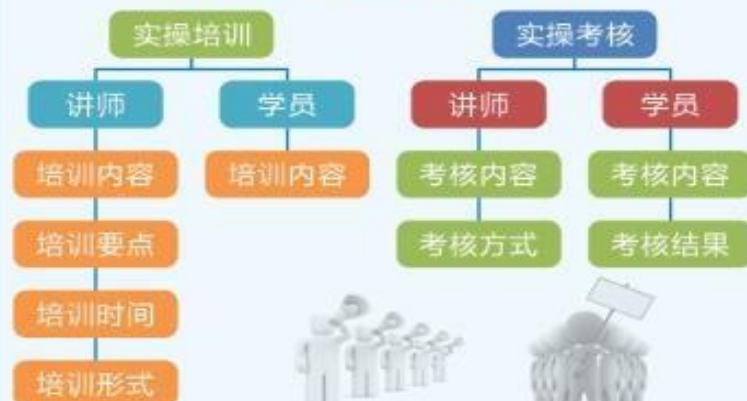 实操培训
实操考核
讲师
学员
讲师
学员
培训内容
培训内容
考核内容
考核内容
培训要点
考核方式
考核结果
培训时间
培训形式